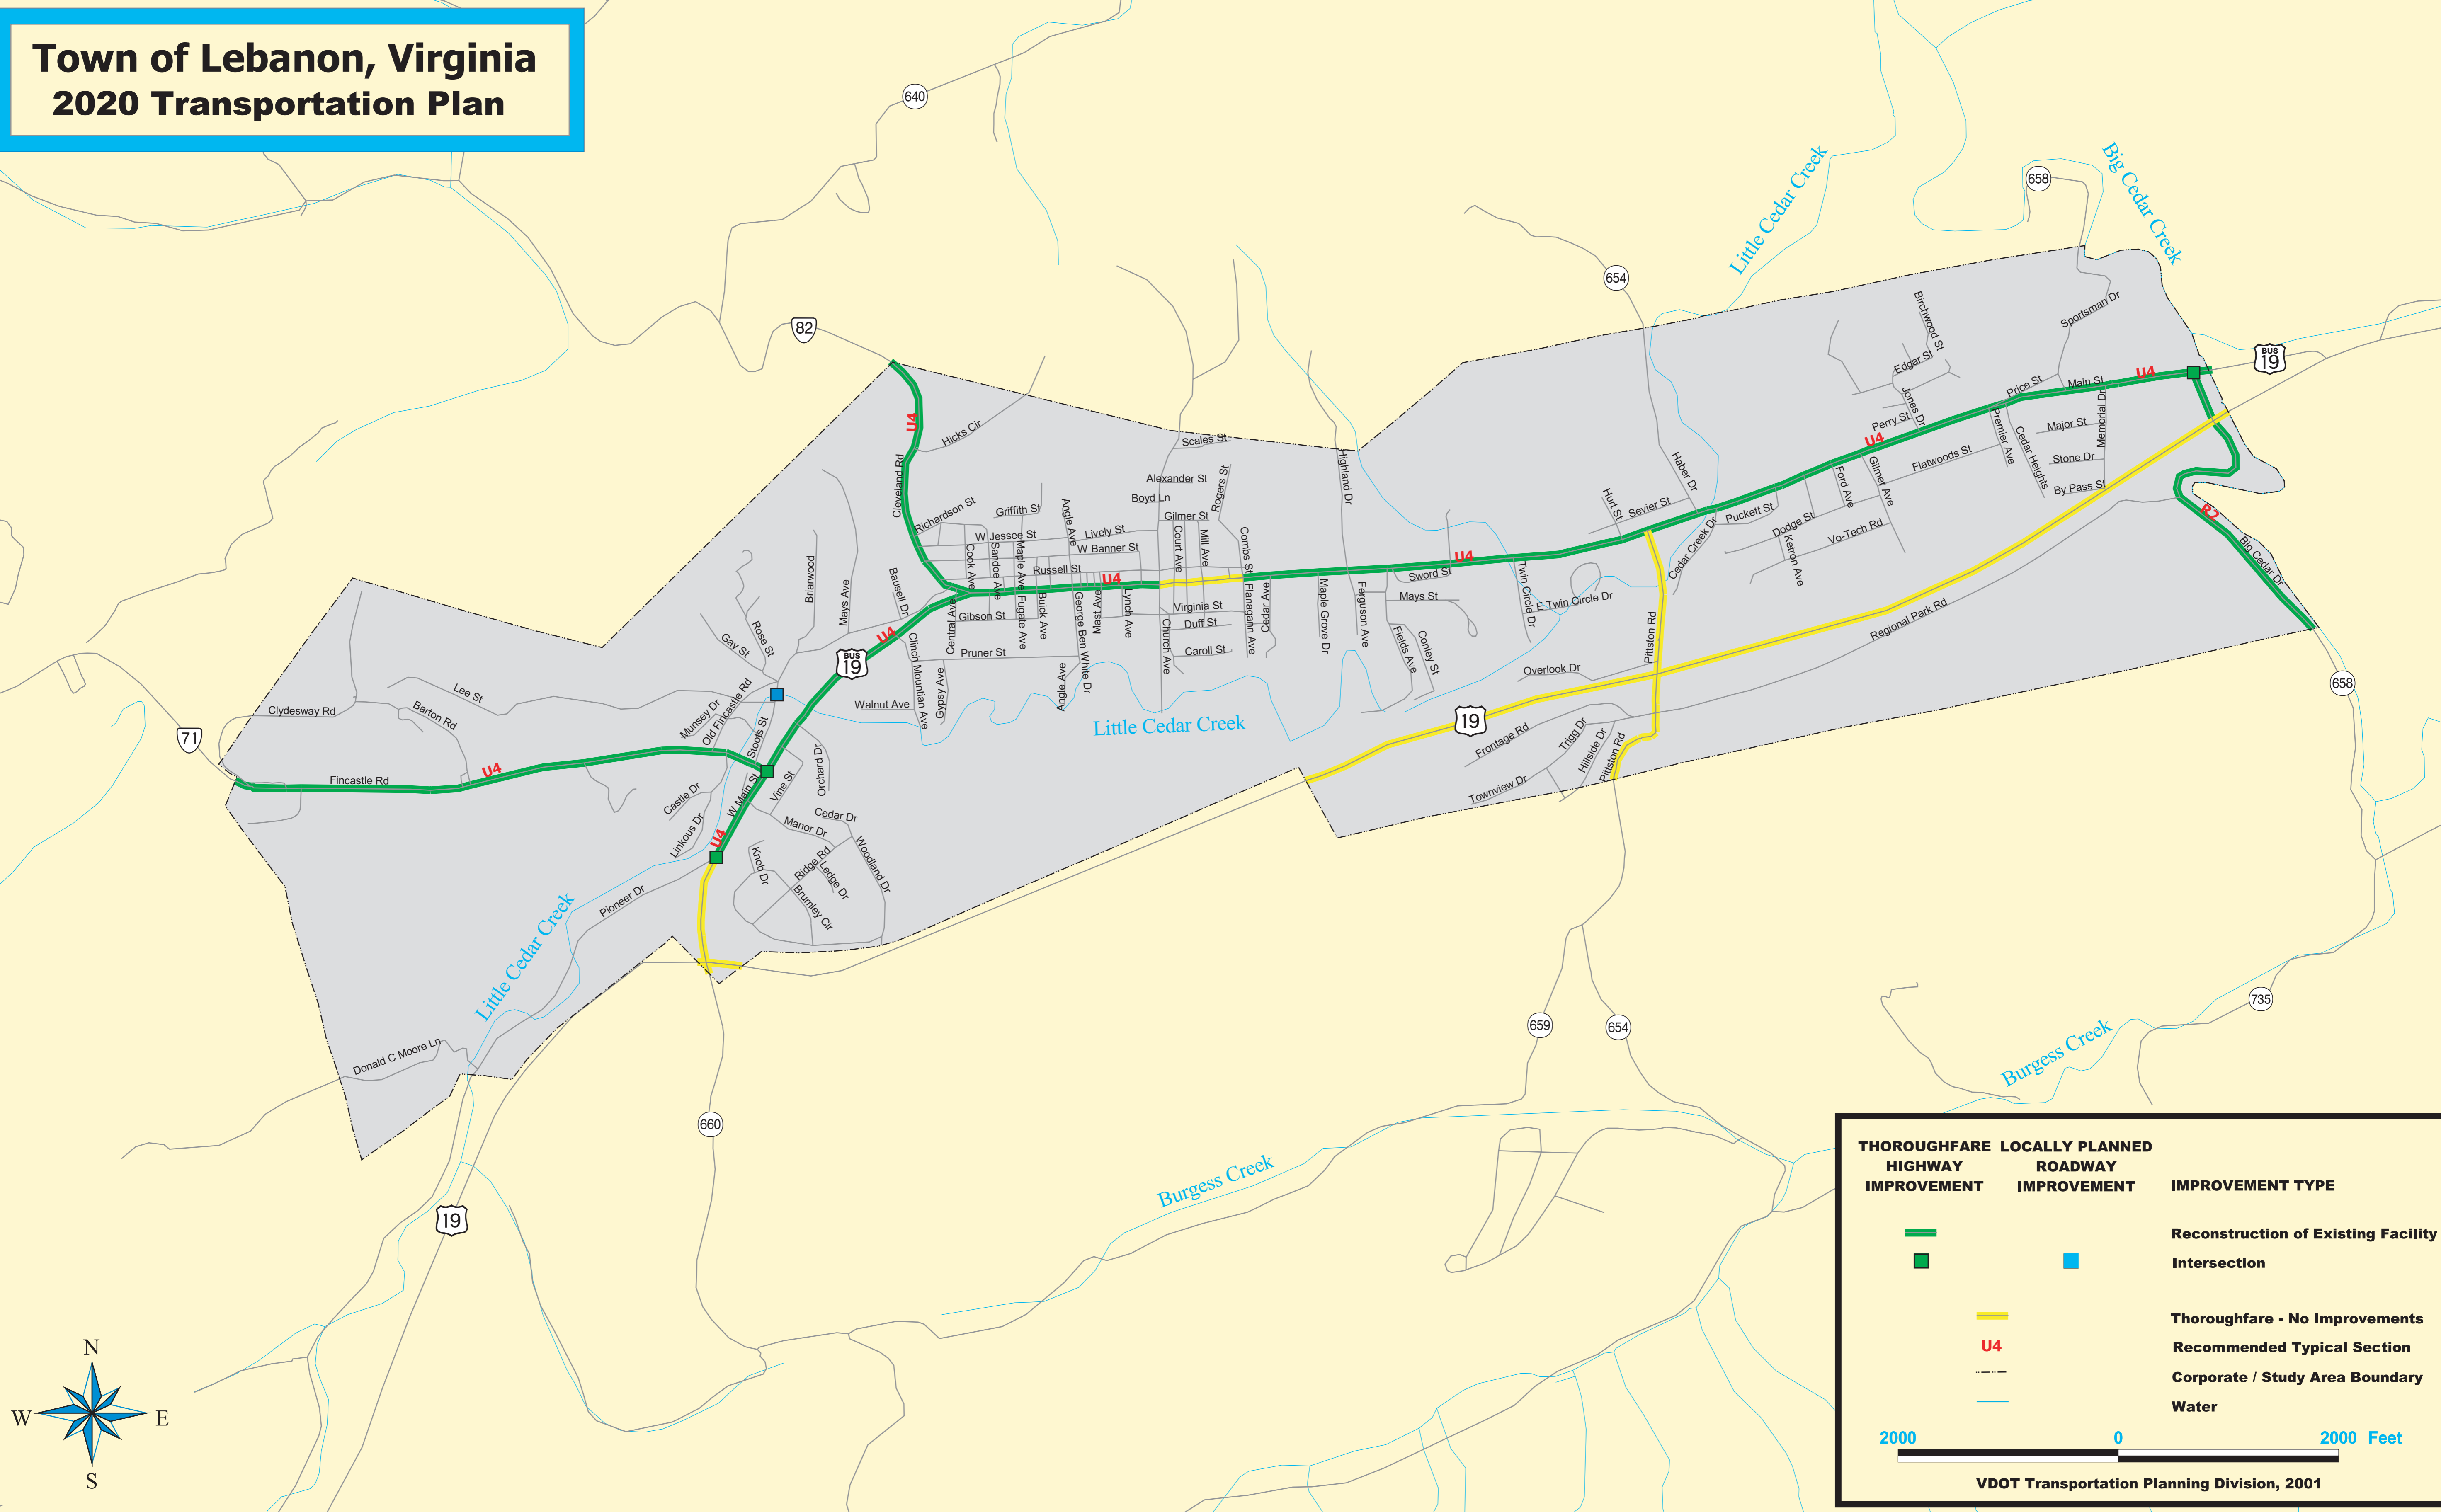 Town of Lebanon, Virginia
2020 Transportation Plan
640
658
Big Cedar Creek
Little Cedar Creek
654
82
BUS
19
Birchwood St
Sportsman Dr
Edgar St
Jones Dr
Price St
Main St
U4
Perry St
U4
Premier Ave
Cedar Heights
Major St
Memorial Dr
Stone Dr
By Pass St
Flatwoods St
Gilmer Ave
Ford Ave
Vo-Tech Rd
Dodge St
Ketron Ave
Puckett St
Cedar Creek Dr
Haber Dr
Sevier St
Hurt St
R2
Big Cedar Dr
Regional Park Rd
U4
Hicks Cir
Cleveland Rd
Scales St
Alexander St
Boyd Ln
Rogers St
Gilmer St
Highland Dr
Richardson St
Griffith St
Angle Ave
Lively St
W Jessee St
W Banner St
Russell St
Court Ave
Mill Ave
Combs St
Cook Ave
Sandoe Ave
Maple Ave
Fugate Ave
Buick Ave
U4
U4
Sword St
Mays St
Twin Circle Dr
E Twin Circle Dr
Pittston Rd
Overlook Dr
Briarwood
Mays Ave
Bausell Dr
Central Ave
Gibson St
Pruner St
George Ben White Dr
Mast Ave
Lynch Ave
Virginia St
Duff St
Caroll St
Church Ave
Flanagann Ave
Cedar Ave
Maple Grove Dr
Ferguson Ave
Fields Ave
Conley St
Rose St
Gay St
U4
BUS
19
Clinch Mountian Ave
Gypsy Ave
Angle Ave
Walnut Ave
Little Cedar Creek
19
Frontage Rd
Trigg Dr
Hillside Dr
Pittston Rd
Townview Dr
658
71
Clydesway Rd
Lee St
Barton Rd
Munsey Dr
Old Fincastle Rd
Stools St
Orchard Dr
Fincastle Rd
U4
Castle Dr
Linkous Dr
W Main St
Vine St
U4
Manor Dr
Cedar Dr
Woodland Dr
Knob Dr
Ridge Rd
Ledge Dr
Brumley Cir
Pioneer Dr
Little Cedar Creek
Donald C Moore Ln
659
654
735
Burgess Creek
660
Burgess Creek
19
N
W
E
S
THOROUGHFARE
HIGHWAY
IMPROVEMENT
LOCALLY PLANNED
ROADWAY
IMPROVEMENT
IMPROVEMENT TYPE
Reconstruction of Existing Facility
Intersection
Thoroughfare - No Improvements
U4
Recommended Typical Section
Corporate / Study Area Boundary
Water
2000
0
2000 Feet
VDOT Transportation Planning Division, 2001